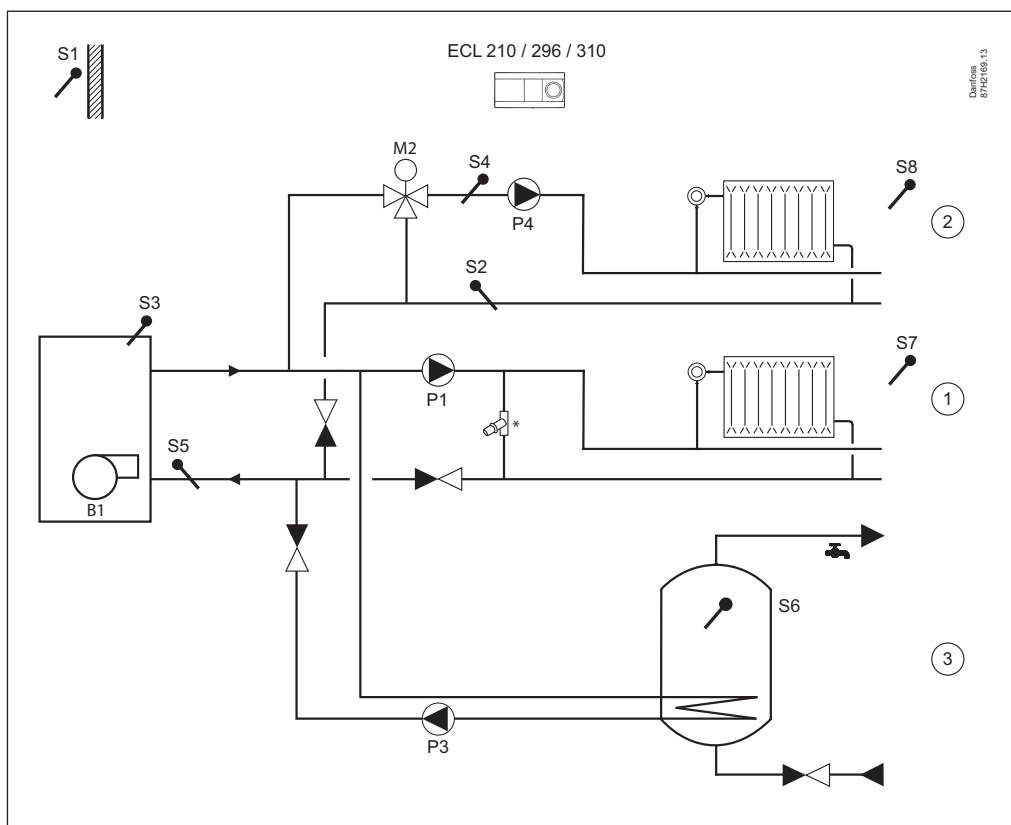 S1
ECL 210 / 296 / 310
Danfoss
87H2169.13
M2
S4
S8
P4
2
S2
S3
S7
P1
1
*
S5
B1
S6
3
P3